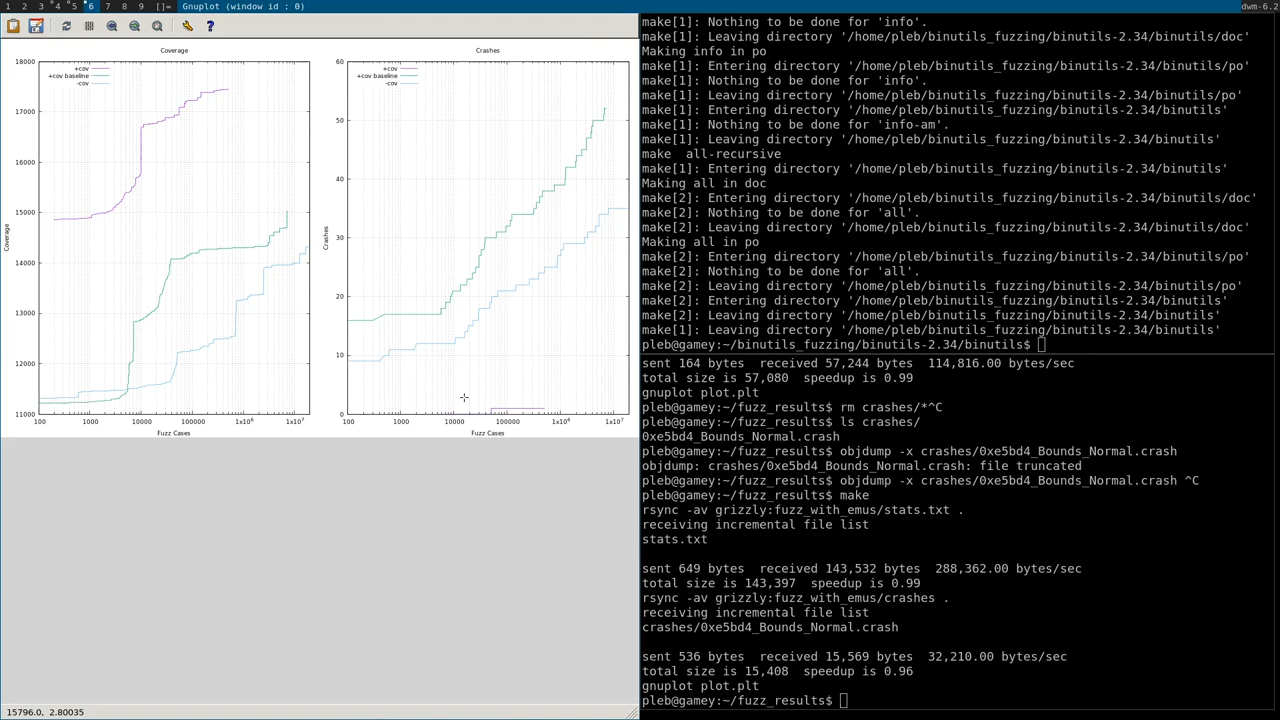 1 2 3 4 5 6 7 8 9 []= Gnuplot (window id : 0)
dwm-6.2
Coverage
+cov
+cov baseline
-cov
18000
17000
16000
15000
14000
13000
12000
11000
Coverage
100 1000 10000 100000 1x10^6 1x10^7
Fuzz Cases
Crashes
+cov
+cov baseline
-cov
60
50
40
30
20
10
0
Crashes
100 1000 10000 100000 1x10^6 1x10^7
Fuzz Cases
15796.0, 2.80035
make[1]: Nothing to be done for 'info'.
make[1]: Leaving directory '/home/pleb/binutils_fuzzing/binutils-2.34/binutils/doc'
Making info in po
make[1]: Entering directory '/home/pleb/binutils_fuzzing/binutils-2.34/binutils/po'
make[1]: Nothing to be done for 'info'.
make[1]: Leaving directory '/home/pleb/binutils_fuzzing/binutils-2.34/binutils/po'
make[1]: Entering directory '/home/pleb/binutils_fuzzing/binutils-2.34/binutils'
make[1]: Nothing to be done for 'info-am'.
make[1]: Leaving directory '/home/pleb/binutils_fuzzing/binutils-2.34/binutils'
make  all-recursive
make[1]: Entering directory '/home/pleb/binutils_fuzzing/binutils-2.34/binutils'
Making all in doc
make[2]: Entering directory '/home/pleb/binutils_fuzzing/binutils-2.34/binutils/doc'
make[2]: Nothing to be done for 'all'.
make[2]: Leaving directory '/home/pleb/binutils_fuzzing/binutils-2.34/binutils/doc'
Making all in po
make[2]: Entering directory '/home/pleb/binutils_fuzzing/binutils-2.34/binutils/po'
make[2]: Nothing to be done for 'all'.
make[2]: Leaving directory '/home/pleb/binutils_fuzzing/binutils-2.34/binutils/po'
make[2]: Entering directory '/home/pleb/binutils_fuzzing/binutils-2.34/binutils'
make[2]: Leaving directory '/home/pleb/binutils_fuzzing/binutils-2.34/binutils'
make[1]: Leaving directory '/home/pleb/binutils_fuzzing/binutils-2.34/binutils'
pleb@gamey:~/binutils_fuzzing/binutils-2.34/binutils$
sent 164 bytes  received 57,244 bytes  114,816.00 bytes/sec
total size is 57,080  speedup is 0.99
gnuplot plot.plt
pleb@gamey:~/fuzz_results$ rm crashes/*^C
pleb@gamey:~/fuzz_results$ ls crashes/
0xe5bd4_Bounds_Normal.crash
pleb@gamey:~/fuzz_results$ objdump -x crashes/0xe5bd4_Bounds_Normal.crash
objdump: crashes/0xe5bd4_Bounds_Normal.crash: file truncated
pleb@gamey:~/fuzz_results$ objdump -x crashes/0xe5bd4_Bounds_Normal.crash ^C
pleb@gamey:~/fuzz_results$ make
rsync -av grizzly:fuzz_with_emus/stats.txt .
receiving incremental file list
stats.txt
sent 649 bytes  received 143,532 bytes  288,362.00 bytes/sec
total size is 143,397  speedup is 0.99
rsync -av grizzly:fuzz_with_emus/crashes .
receiving incremental file list
crashes/0xe5bd4_Bounds_Normal.crash
sent 536 bytes  received 15,569 bytes  32,210.00 bytes/sec
total size is 15,408  speedup is 0.96
gnuplot plot.plt
pleb@gamey:~/fuzz_results$